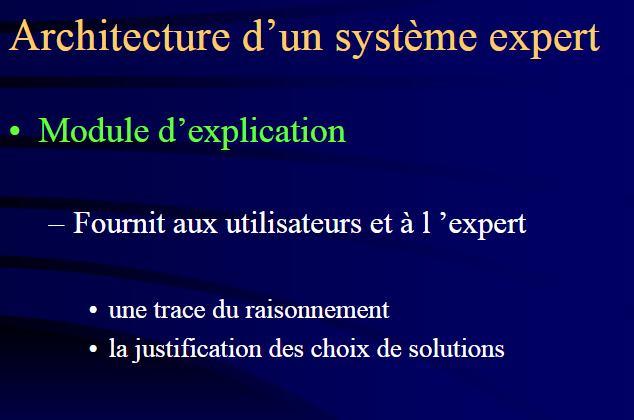 Architecture d’un système expert
• Module d’explication
– Fournit aux utilisateurs et à l ’expert
• une trace du raisonnement
• la justification des choix de solutions